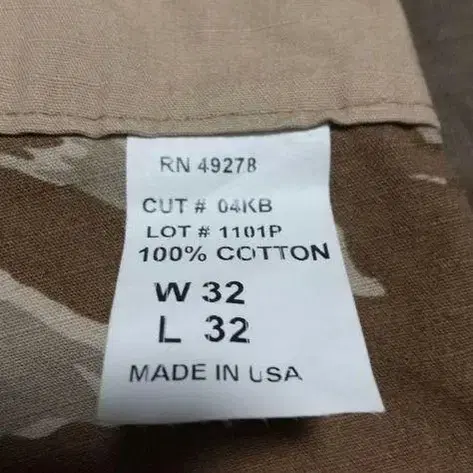 RN 49278
CUT # 04KB
LOT # 1101P
100% COTTON
W 32
L 32
MADE IN USA